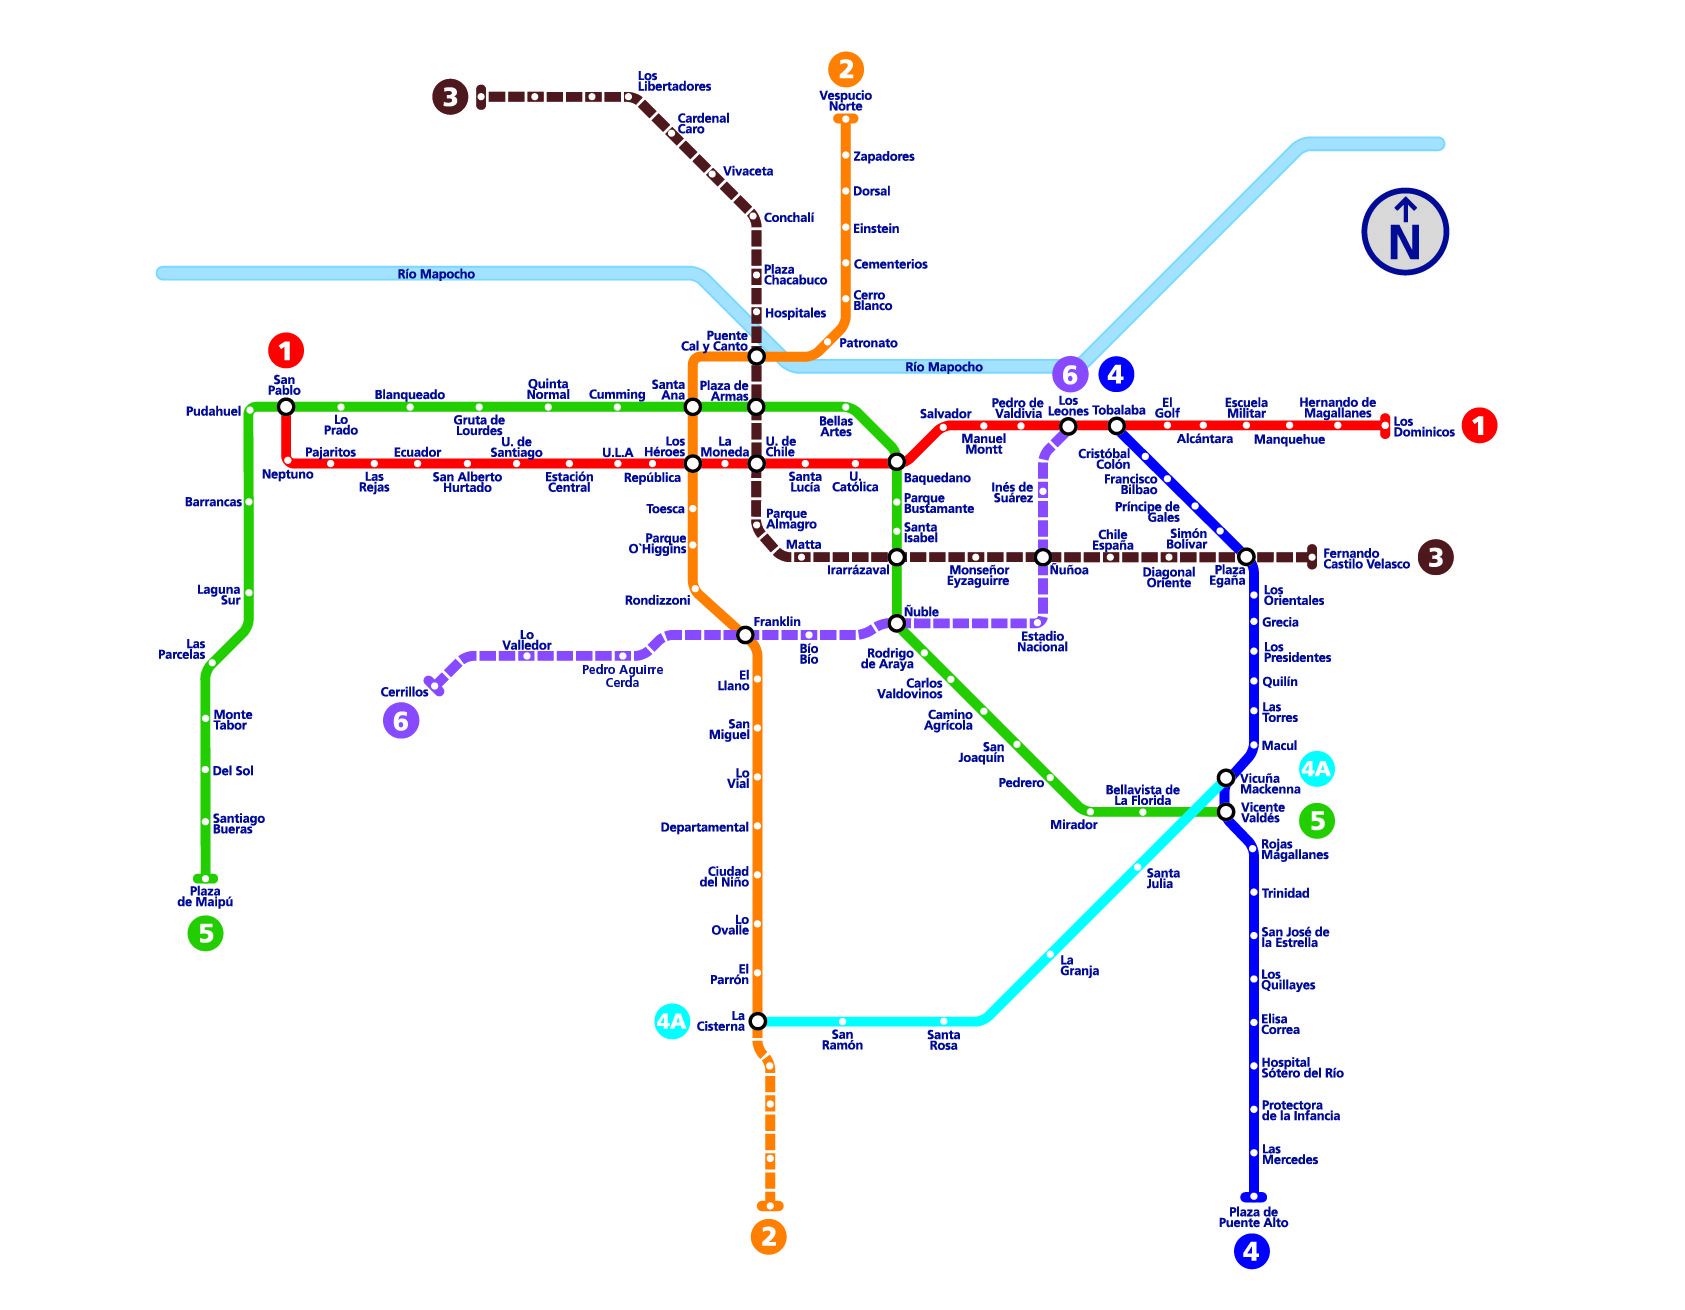 3
Los
Libertadores
Cardenal
Caro
Vivaceta
Conchalí
Plaza
Chacabuco
Hospitales
2
Vespucio
Norte
Zapadores
Dorsal
Einstein
Cementerios
Cerro
Blanco
Patronato
N
Río Mapocho
Río Mapocho
Puente
Cal y Canto
1
San
Pablo
Pudahuel
Lo
Prado
Blanqueado
Gruta de
Lourdes
Quinta
Normal
Cumming
Santa
Ana
Plaza de
Armas
Bellas
Artes
Neptuno
Pajaritos
Las
Rejas
Ecuador
San Alberto
Hurtado
U. de
Santiago
Estación
Central
U.L.A
República
Los
Héroes
La
Moneda
U. de
Chile
Santa
Lucía
U.
Católica
Baquedano
Salvador
Manuel
Montt
Pedro de
Valdivia
6
Los
Leones
4
Tobalaba
El
Golf
Alcántara
Escuela
Militar
Manquehue
Hernando de
Magallanes
Los
Dominicos
1
Cristóbal
Colón
Francisco
Bilbao
Príncipe de
Gales
Simón
Bolívar
Plaza
Egaña
Inés de
Suárez
Parque
Bustamante
Santa
Isabel
Parque
Almagro
Matta
Irarrázaval
Monseñor
Eyzaguirre
Ñuñoa
Chile
España
Diagonal
Oriente
Fernando
Castilo Velasco
3
Toesca
Parque
O`Higgins
Rondizzoni
Franklin
Bío
Bío
Ñuble
Estadio
Nacional
Lo
Valledor
Pedro Aguirre
Cerda
Cerrillos
6
Barrancas
Laguna
Sur
Las
Parcelas
Monte
Tabor
Del Sol
Santiago
Bueras
Plaza
de Maipú
5
Rodrigo
de Araya
Carlos
Valdovinos
Camino
Agrícola
San
Joaquín
Pedrero
Mirador
Bellavista de
La Florida
Los
Orientales
Grecia
Los
Presidentes
Quilín
Las
Torres
Macul
Vicuña
Mackenna
4A
Vicente
Valdés
5
Rojas
Magallanes
Trinidad
San José de
la Estrella
Los
Quillayes
Elisa
Correa
Hospital
Sótero del Río
Protectora
de la Infancia
Las
Mercedes
Plaza de
Puente Alto
4
El
Llano
San
Miguel
Lo
Vial
Departamental
Ciudad
del Niño
Lo
Ovalle
El
Parrón
4A
La
Cisterna
San
Ramón
Santa
Rosa
La
Granja
Santa
Julia
2